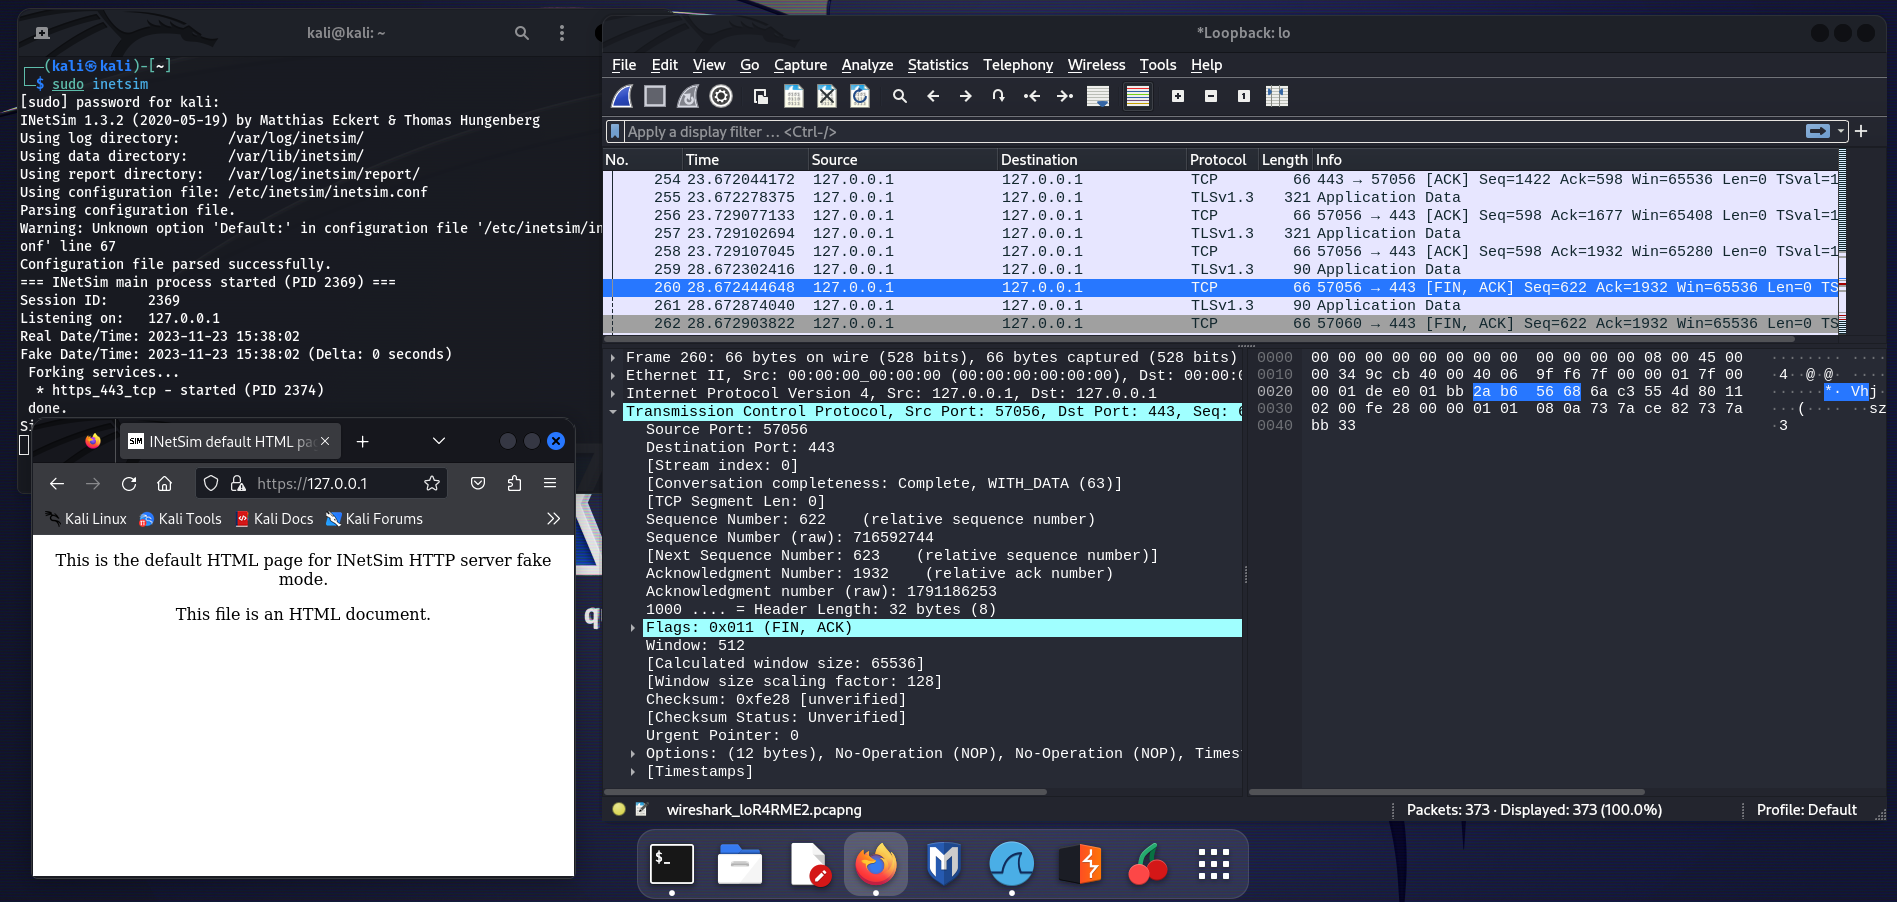 kali@kali: ~
┌──(kali㉿kali)-[~]
└─$ sudo inetsim
[sudo] password for kali:
INetSim 1.3.2 (2020-05-19) by Matthias Eckert & Thomas Hungenberg
Using log directory:      /var/log/inetsim/
Using data directory:     /var/lib/inetsim/
Using report directory:   /var/log/inetsim/report/
Using configuration file: /etc/inetsim/inetsim.conf
Parsing configuration file.
Warning: Unknown option 'Default:' in configuration file '/etc/inetsim/in
onf' line 67
Configuration file parsed successfully.
=== INetSim main process started (PID 2369) ===
Session ID:     2369
Listening on:   127.0.0.1
Real Date/Time: 2023-11-23 15:38:02
Fake Date/Time: 2023-11-23 15:38:02 (Delta: 0 seconds)
 Forking services...
  * https_443_tcp - started (PID 2374)
 done.
INetSim default HTML pa
https://127.0.0.1
Kali Linux Kali Tools Kali Docs Kali Forums
This is the default HTML page for INetSim HTTP server fake
mode.
This file is an HTML document.
*Loopback: lo
File Edit View Go Capture Analyze Statistics Telephony Wireless Tools Help
Apply a display filter … <Ctrl-/>
No. Time Source Destination Protocol Length Info
254 23.672044172 127.0.0.1 127.0.0.1 TCP 66 443 → 57056 [ACK] Seq=1422 Ack=598 Win=65536 Len=0 TSval=1
255 23.672278375 127.0.0.1 127.0.0.1 TLSv1.3 321 Application Data
256 23.729077133 127.0.0.1 127.0.0.1 TCP 66 57056 → 443 [ACK] Seq=598 Ack=1677 Win=65408 Len=0 TSval=1
257 23.729102694 127.0.0.1 127.0.0.1 TLSv1.3 321 Application Data
258 23.729107045 127.0.0.1 127.0.0.1 TCP 66 57056 → 443 [ACK] Seq=598 Ack=1932 Win=65280 Len=0 TSval=1
259 28.672302416 127.0.0.1 127.0.0.1 TLSv1.3 90 Application Data
260 28.672444648 127.0.0.1 127.0.0.1 TCP 66 57056 → 443 [FIN, ACK] Seq=622 Ack=1932 Win=65536 Len=0 TS
261 28.672874040 127.0.0.1 127.0.0.1 TLSv1.3 90 Application Data
262 28.672903822 127.0.0.1 127.0.0.1 TCP 66 57060 → 443 [FIN, ACK] Seq=622 Ack=1932 Win=65536 Len=0 TS
Frame 260: 66 bytes on wire (528 bits), 66 bytes captured (528 bits)
Ethernet II, Src: 00:00:00_00:00:00 (00:00:00:00:00:00), Dst: 00:00:0
Internet Protocol Version 4, Src: 127.0.0.1, Dst: 127.0.0.1
Transmission Control Protocol, Src Port: 57056, Dst Port: 443, Seq: 6
Source Port: 57056
Destination Port: 443
[Stream index: 0]
[Conversation completeness: Complete, WITH_DATA (63)]
[TCP Segment Len: 0]
Sequence Number: 622    (relative sequence number)
Sequence Number (raw): 716592744
[Next Sequence Number: 623    (relative sequence number)]
Acknowledgment Number: 1932    (relative ack number)
Acknowledgment number (raw): 1791186253
1000 .... = Header Length: 32 bytes (8)
Flags: 0x011 (FIN, ACK)
Window: 512
[Calculated window size: 65536]
[Window size scaling factor: 128]
Checksum: 0xfe28 [unverified]
[Checksum Status: Unverified]
Urgent Pointer: 0
Options: (12 bytes), No-Operation (NOP), No-Operation (NOP), Times
[Timestamps]
0000 00 00 00 00 00 00 00 00  00 00 00 00 08 00 45 00 ········ ····
0010 00 34 9c cb 40 00 40 06  9f f6 7f 00 00 01 7f 00 ·4··@·@· ········
0020 00 01 de e0 01 bb 2a b6  56 68 6a c3 55 4d 80 11 ······*· Vhj·
0030 02 00 fe 28 00 00 01 01  08 0a 73 7a ce 82 73 7a ···(···· ··sz
0040 bb 33 ·3
wireshark_loR4RME2.pcapng
Packets: 373 · Displayed: 373 (100.0%)
Profile: Default